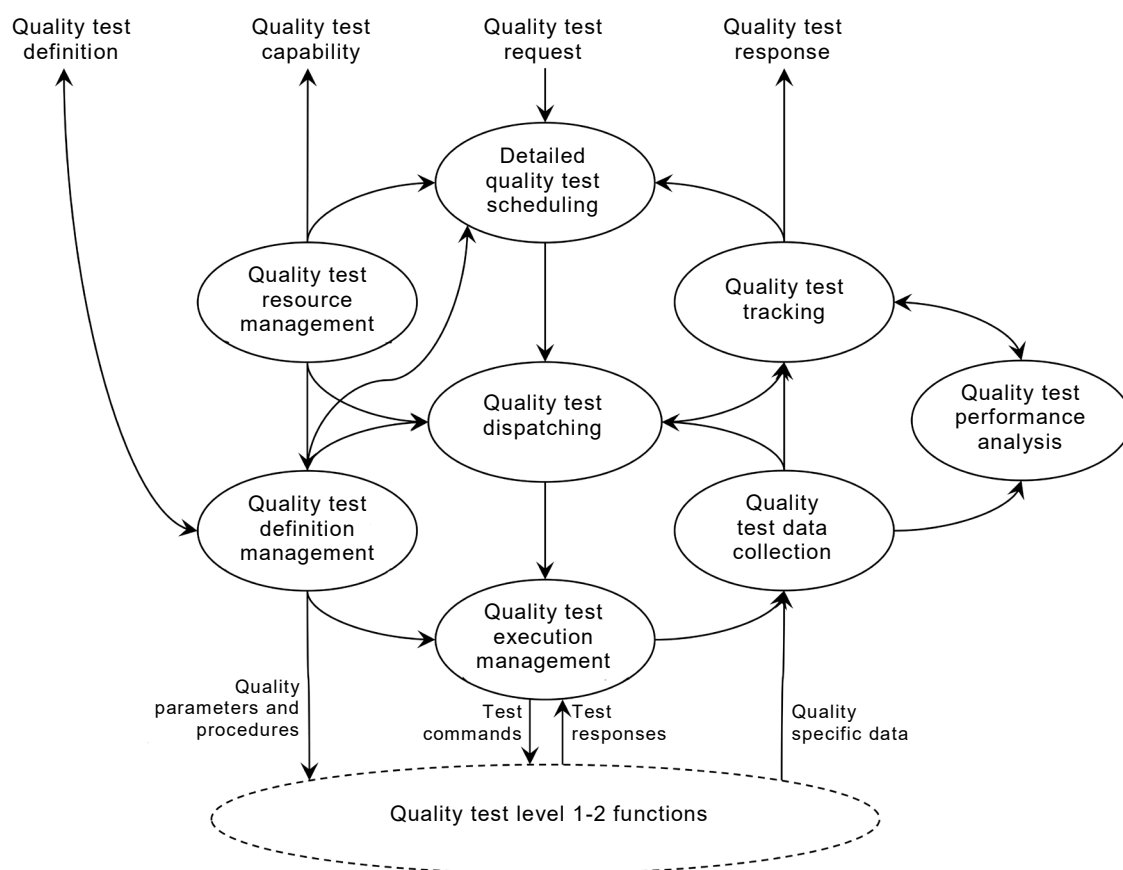 Quality test
definition
Quality test
capability
Quality test
request
Quality test
response
Detailed
quality test
scheduling
Quality test
resource
management
Quality test
tracking
Quality test
dispatching
Quality test
performance
analysis
Quality test
definition
management
Quality
test data
collection
Quality test
execution
management
Quality
parameters and
procedures
Test
commands
Test
responses
Quality
specific data
Quality test level 1-2 functions